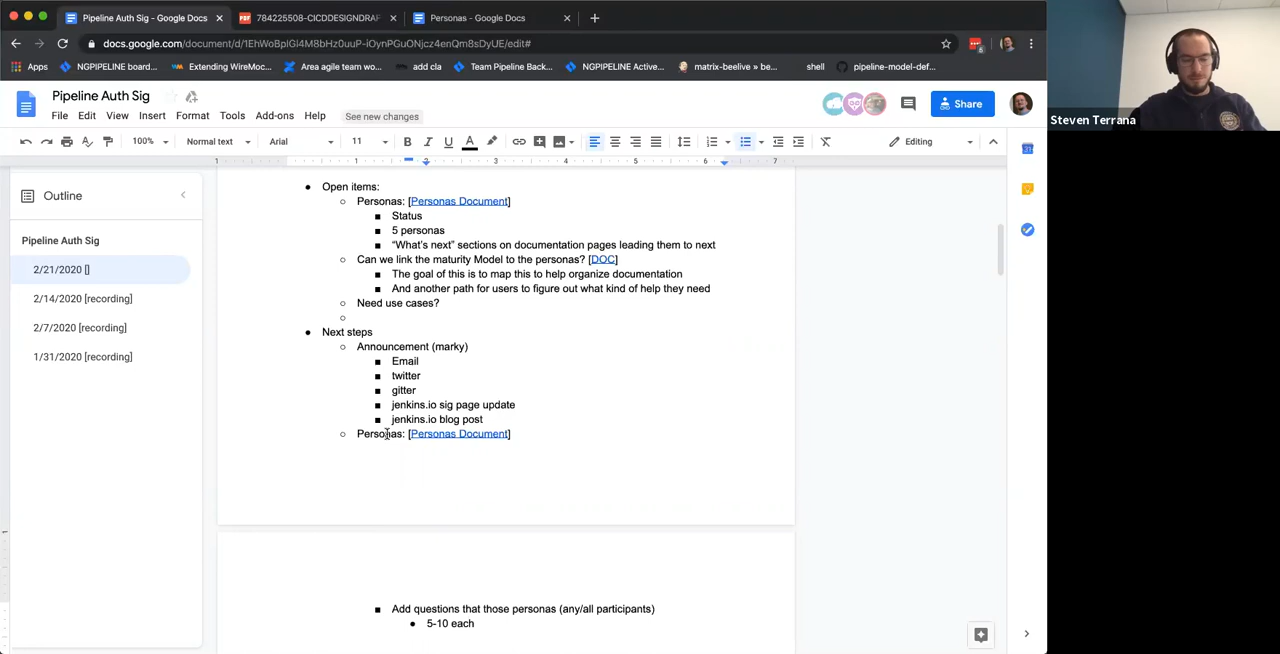 Pipeline Auth Sig - Google Docs
784225508-CICDDESIGNDRAF
Personas - Google Docs
docs.google.com/document/d/1EhWoBpIGl4M8bHz0uuP-iOynPGuONjcz4enQm8sDyUE/edit#
Apps
NGPIPELINE board...
Extending WireMoc...
Area agile team wo...
add cla
Team Pipeline Back...
NGPIPELINE Active...
matrix-beelive » be...
shell
pipeline-model-def...
Pipeline Auth Sig
File Edit View Insert Format Tools Add-ons Help
See new changes
Share
100%
Normal text
Arial
11
Editing
1 1 2 3 4 5 6 7
Steven Terrana
Outline
Pipeline Auth Sig
2/21/2020 []
2/14/2020 [recording]
2/7/2020 [recording]
1/31/2020 [recording]
Open items:
Personas: [Personas Document]
Status
5 personas
“What’s next” sections on documentation pages leading them to next
Can we link the maturity Model to the personas? [DOC]
The goal of this is to map this to help organize documentation
And another path for users to figure out what kind of help they need
Need use cases?
Next steps
Announcement (marky)
Email
twitter
gitter
jenkins.io sig page update
jenkins.io blog post
Personas: [Personas Document]
Add questions that those personas (any/all participants)
5-10 each